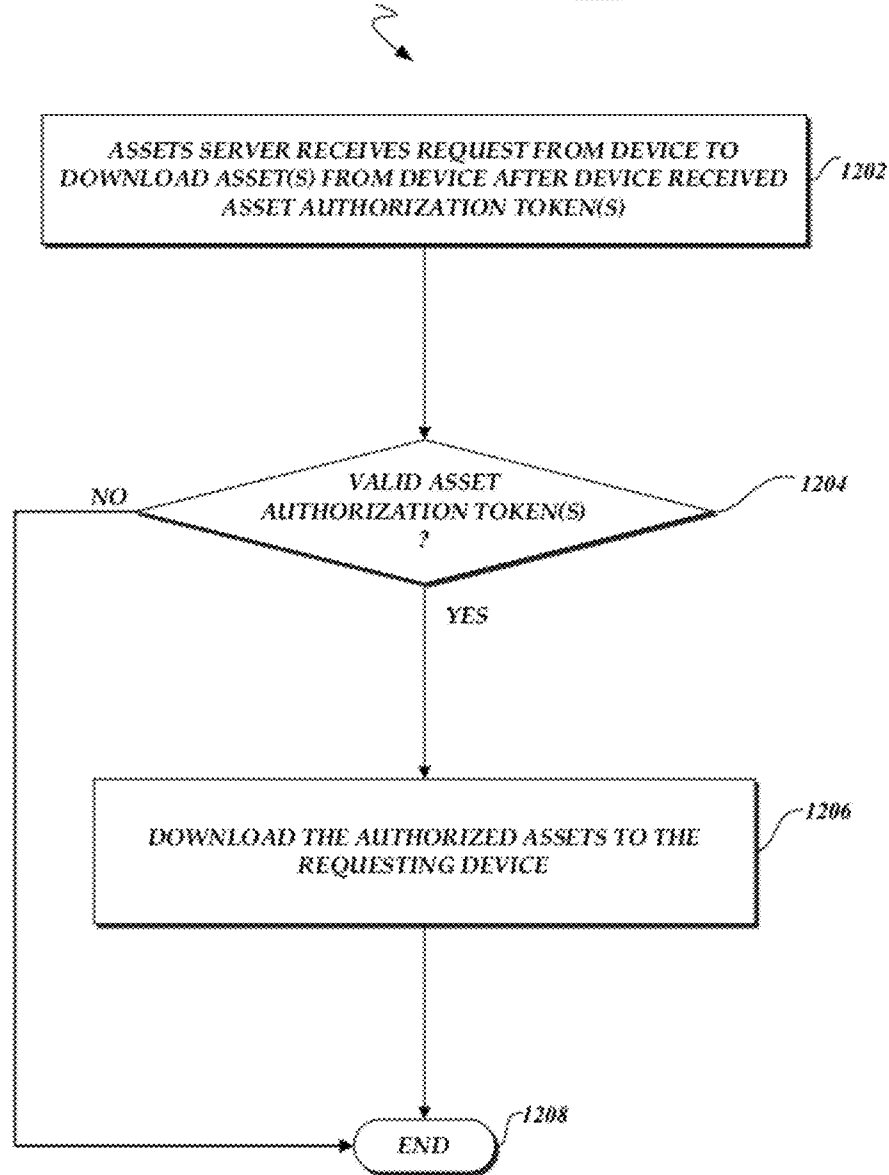 ASSETS SERVER RECEIVES REQUEST FROM DEVICE TO
DOWNLOAD ASSET(S) FROM DEVICE AFTER DEVICE RECEIVED
ASSET AUTHORIZATION TOKEN(S)
1202
VALID ASSET
AUTHORIZATION TOKEN(S)
?
1204
NO
YES
DOWNLOAD THE AUTHORIZED ASSETS TO THE
REQUESTING DEVICE
1206
END
1208